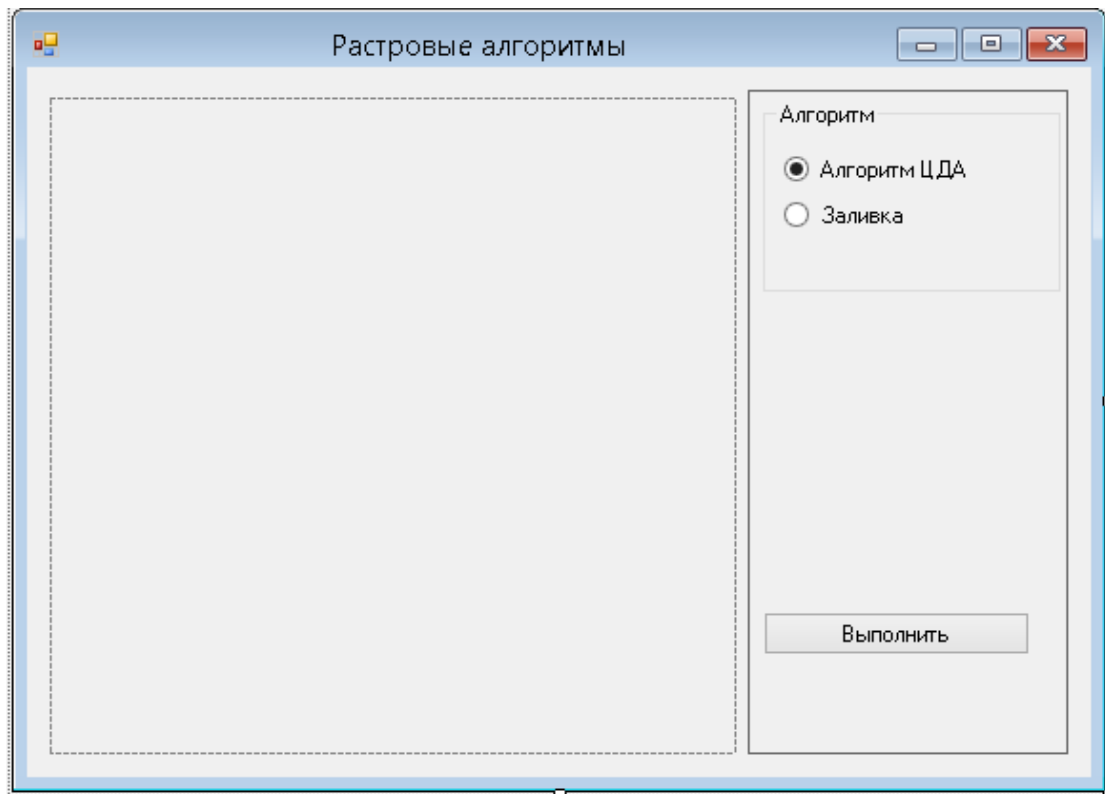 Растровые алгоритмы
Алгоритм
Алгоритм ЦДА
Заливка
Выполнить